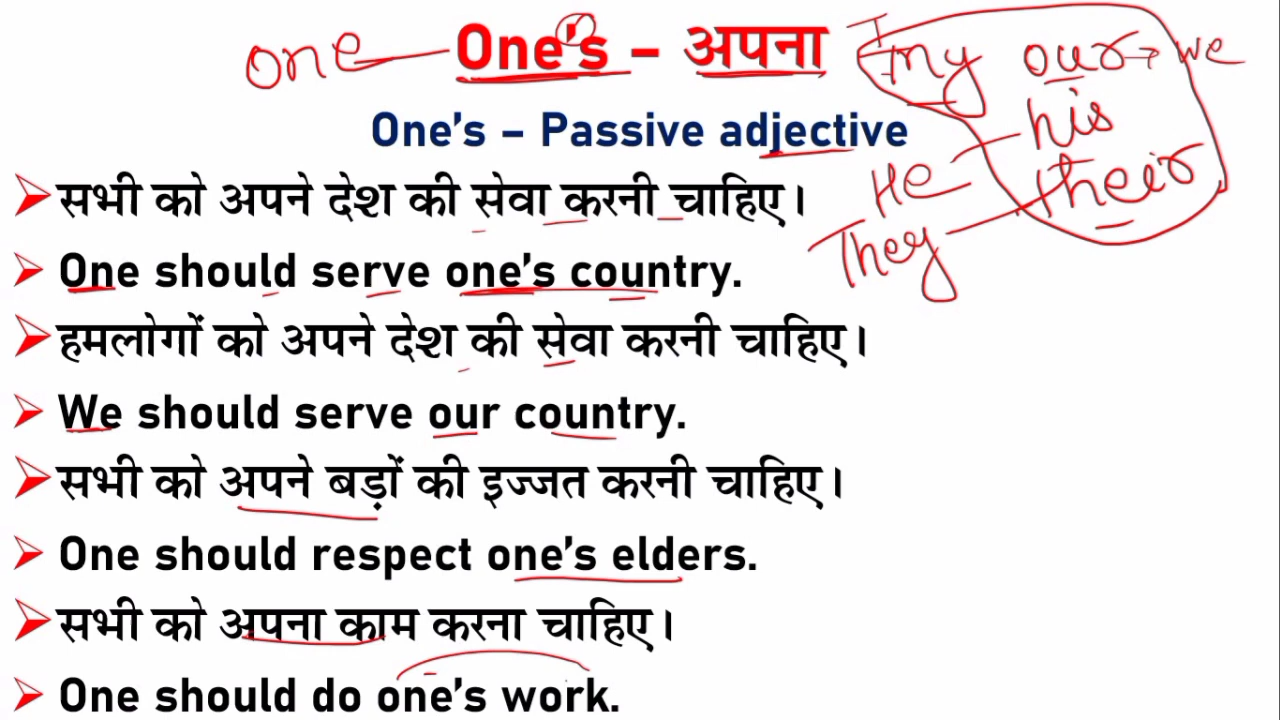 one One's – अपना I my our → we
One's – Passive adjective his
He their
They
सभी को अपने देश की सेवा करनी चाहिए।
One should serve one's country.
हमलोगों को अपने देश की सेवा करनी चाहिए।
We should serve our country.
सभी को अपने बड़ों की इज्जत करनी चाहिए।
One should respect one's elders.
सभी को अपना काम करना चाहिए।
One should do one's work.